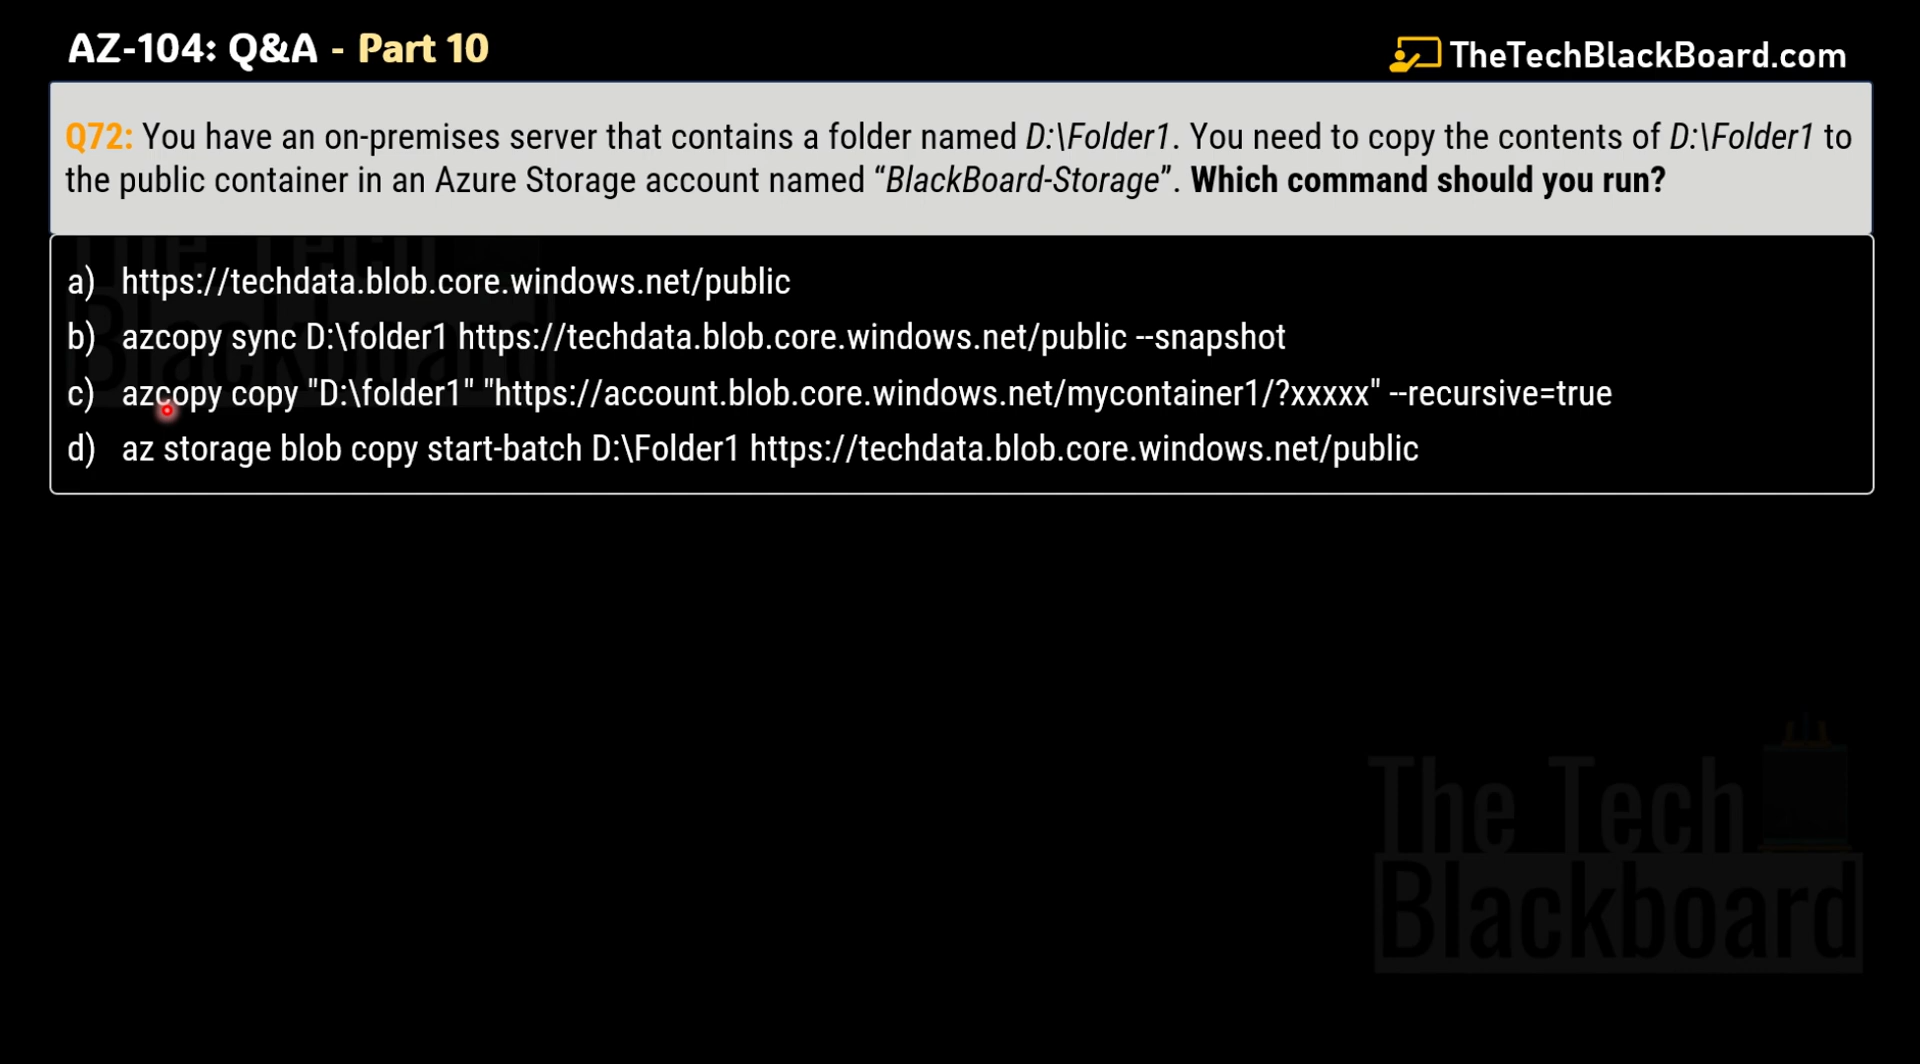 AZ-104: Q&A - Part 10
TheTechBlackBoard.com
Q72: You have an on-premises server that contains a folder named D:\Folder1. You need to copy the contents of D:\Folder1 to
the public container in an Azure Storage account named “BlackBoard-Storage”. Which command should you run?
The Tech
Blackboard
a) https://techdata.blob.core.windows.net/public
b) azcopy sync D:\folder1 https://techdata.blob.core.windows.net/public --snapshot
c) azcopy copy "D:\folder1" "https://account.blob.core.windows.net/mycontainer1/?xxxxx" --recursive=true
d) az storage blob copy start-batch D:\Folder1 https://techdata.blob.core.windows.net/public
The Tech
Blackboard